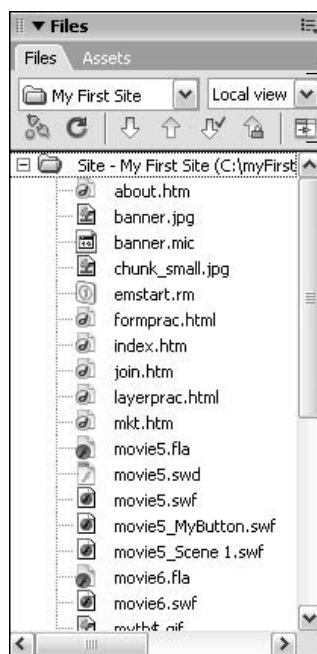 Files
Files Assets
My First Site Local view
Site - My First Site (C:\myFirst
about.htm
banner.jpg
banner.mic
chunk_small.jpg
emstart.rm
formprac.html
index.htm
join.htm
layerprac.html
mkt.htm
movie5.fla
movie5.swd
movie5.swf
movie5_MyButton.swf
movie5_Scene 1.swf
movie6.fla
movie6.swf